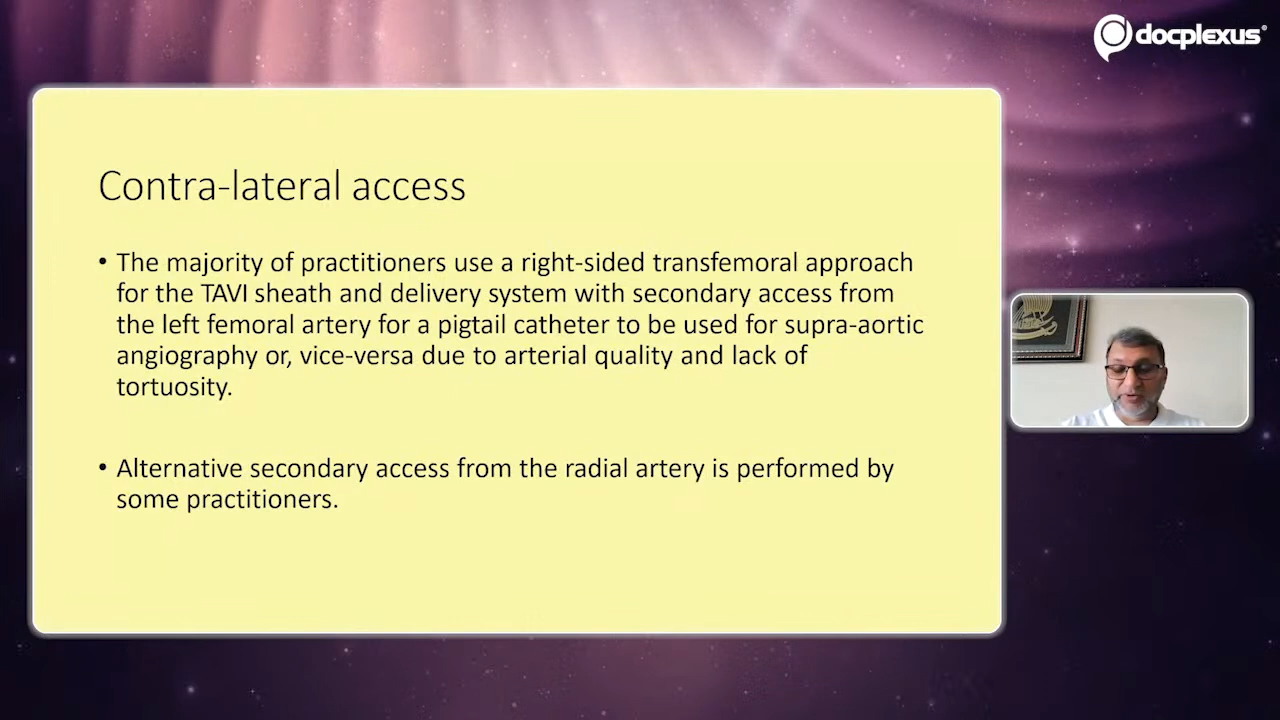 docplexus®
Contra-lateral access
• The majority of practitioners use a right-sided transfemoral approach
for the TAVI sheath and delivery system with secondary access from
the left femoral artery for a pigtail catheter to be used for supra-aortic
angiography or, vice-versa due to arterial quality and lack of
tortuosity.
• Alternative secondary access from the radial artery is performed by
some practitioners.